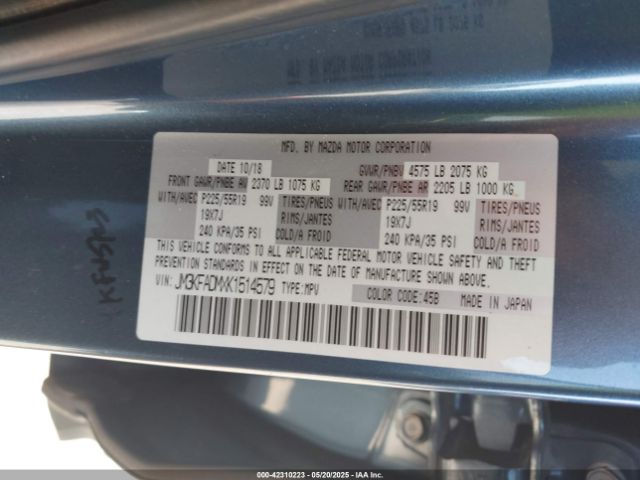 MFD. BY MAZDA MOTOR CORPORATION
DATE 10/18
GVWR/PNBV 4575 LB 2075 KG
FRONT GAWR/PNBE AV 2370 LB 1075 KG
REAR GAWR/PNBE AR 2205 LB 1000 KG
WITH/AVEC P225/55R19 99V TIRES/PNEUS
19X7J RIMS/JANTES
240 KPA/35 PSI COLD/A FROID
WITH/AVEC P225/55R19 99V TIRES/PNEUS
19X7J RIMS/JANTES
240 KPA/35 PSI COLD/A FROID
THIS VEHICLE CONFORMS TO ALL APPLICABLE FEDERAL MOTOR VEHICLE SAFETY AND THEFT
PREVENTION STANDARDS IN EFFECT ON THE DATE OF MANUFACTURE SHOWN ABOVE.
VIN: JM3KFADMXK1514579 TYPE:MPV
COLOR CODE:45B MADE IN JAPAN
00-42310223 - 05/20/2025 - IAA, Inc.